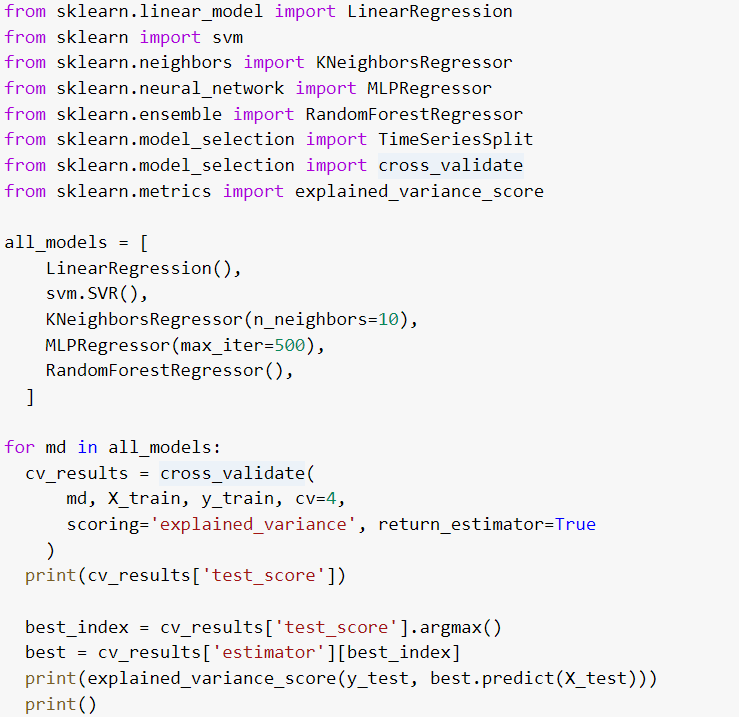 from sklearn.linear_model import LinearRegression
from sklearn import svm
from sklearn.neighbors import KNeighborsRegressor
from sklearn.neural_network import MLPRegressor
from sklearn.ensemble import RandomForestRegressor
from sklearn.model_selection import TimeSeriesSplit
from sklearn.model_selection import cross_validate
from sklearn.metrics import explained_variance_score

all_models = [
    LinearRegression(),
    svm.SVR(),
    KNeighborsRegressor(n_neighbors=10),
    MLPRegressor(max_iter=500),
    RandomForestRegressor(),
  ]

for md in all_models:
  cv_results = cross_validate(
      md, X_train, y_train, cv=4,
      scoring='explained_variance', return_estimator=True
    )
  print(cv_results['test_score'])

  best_index = cv_results['test_score'].argmax()
  best = cv_results['estimator'][best_index]
  print(explained_variance_score(y_test, best.predict(X_test)))
  print()